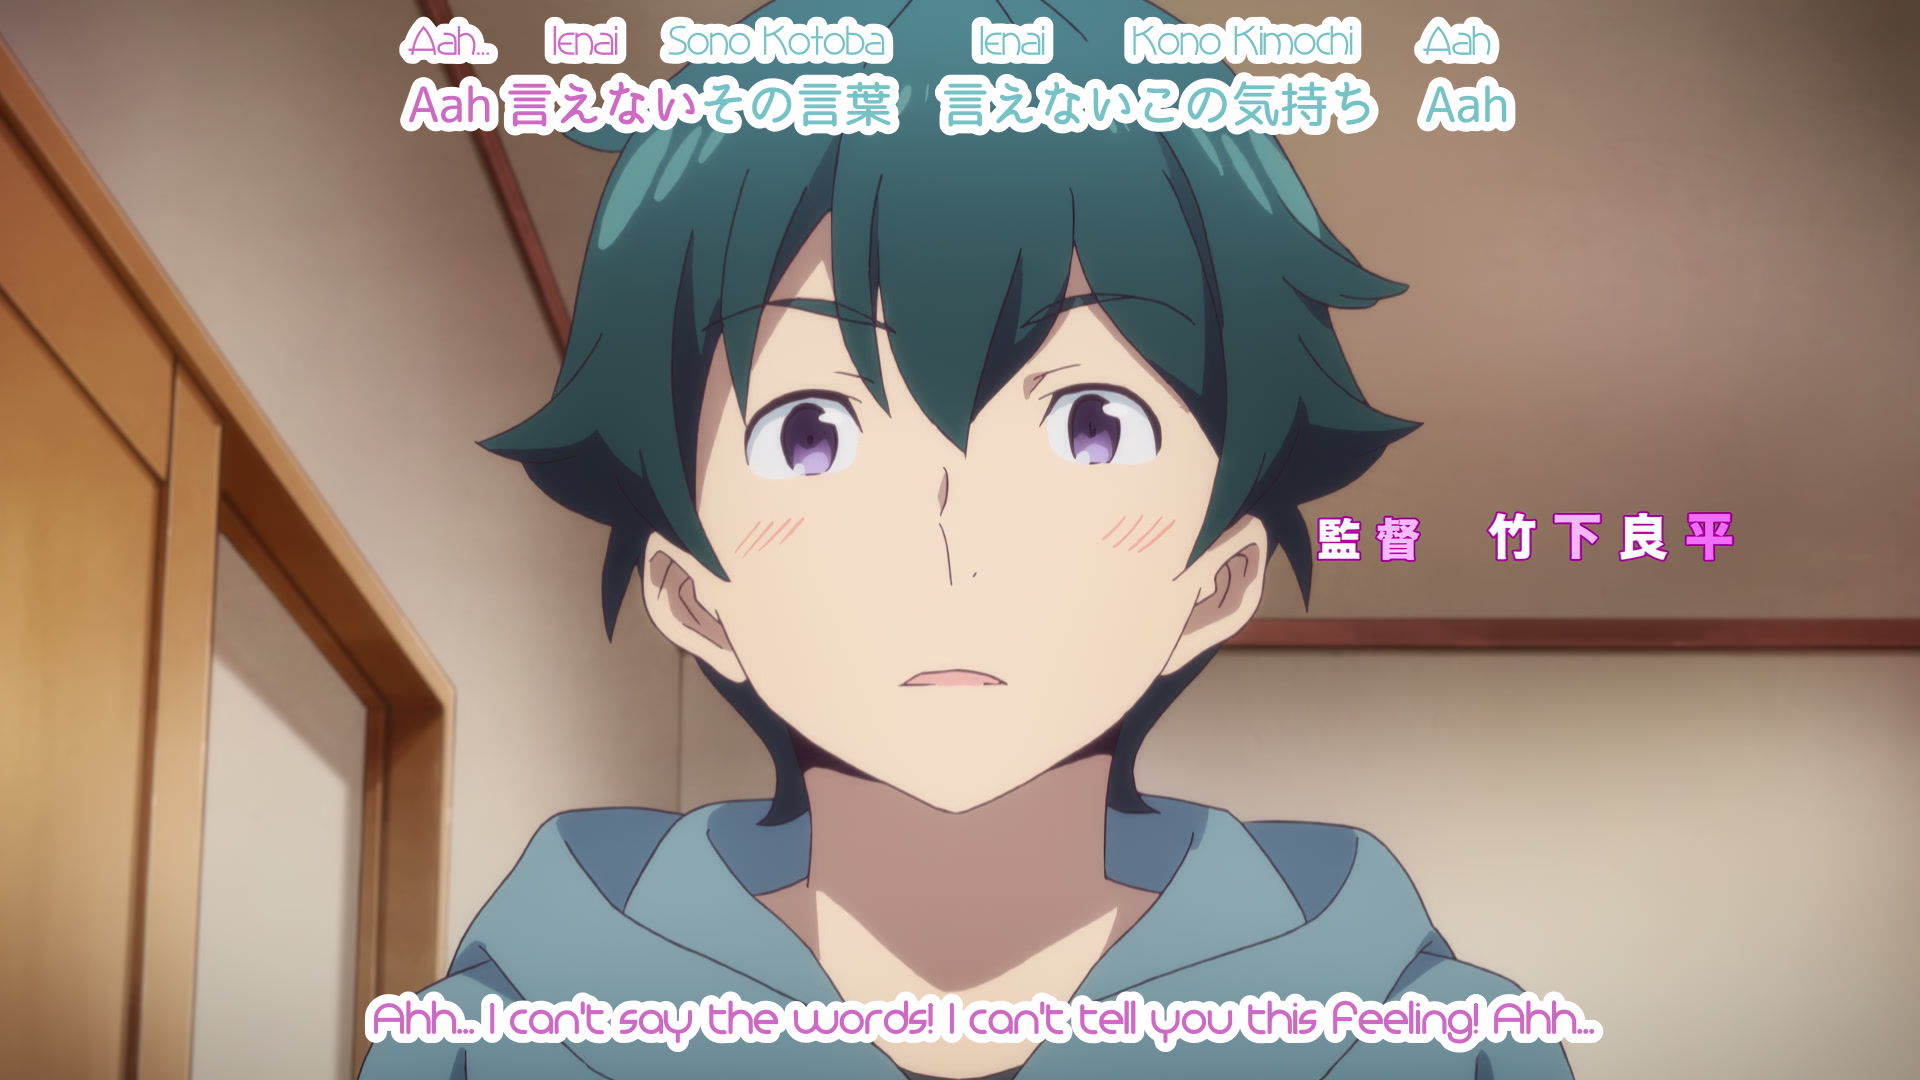 Aah... Ienai Sono Kotoba Ienai Kono Kimochi Aah
Aah 言えないその言葉　言えないこの気持ち　Aah
監督　竹下良平
Ahh... I can't say the words! I can't tell you this feeling! Ahh...